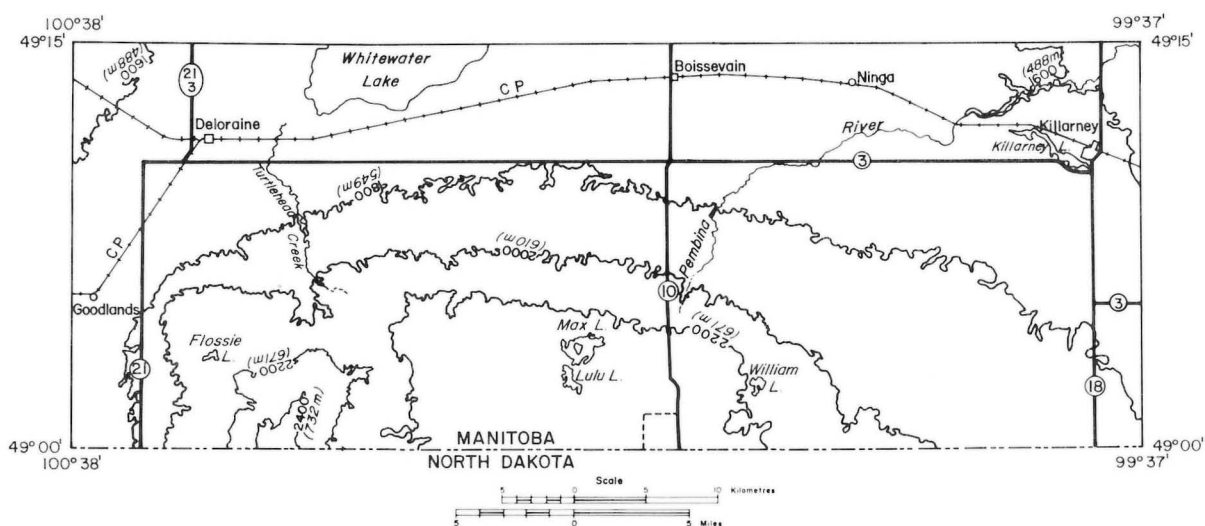 100°38'
99°37'
49°15'
49°15'
1600
(488m)
21
3
Whitewater
Lake
Boissevain
Ninga
(488m)
1600
CP
Deloraine
River
Killarney
Killarney L.
3
Turtlehead
Creek
1800
(549m)
CP
2000
(610m)
Pembina
10
Goodlands
3
Flossie
L.
2200
(671m)
Max L.
Lulu L.
2200
(671m)
William
L.
21
18
2400
(732m)
49°00'
MANITOBA
49°00'
100°38'
NORTH DAKOTA
99°37'
Scale
5 0 5 10 Kilometres
5 0 5 Miles